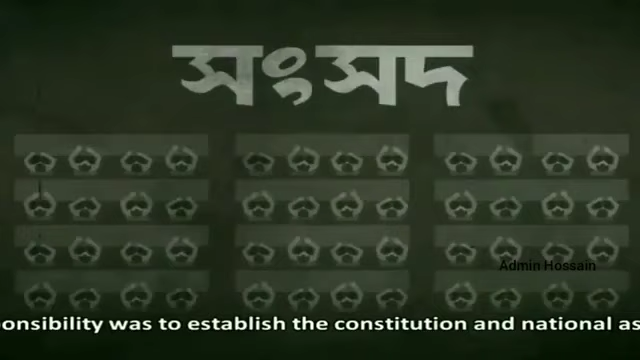 সংসদ
Admin Hossain
onsibility was to establish the constitution and national as